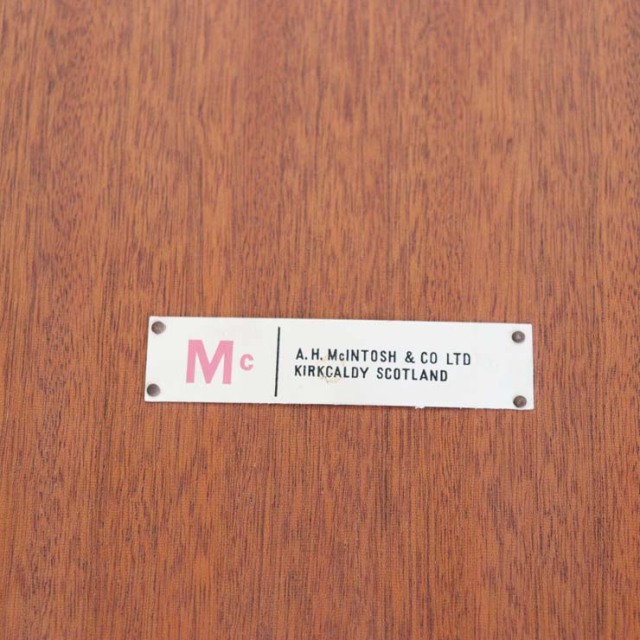 Mc
A.H. McINTOSH & CO LTD
KIRKCALDY SCOTLAND